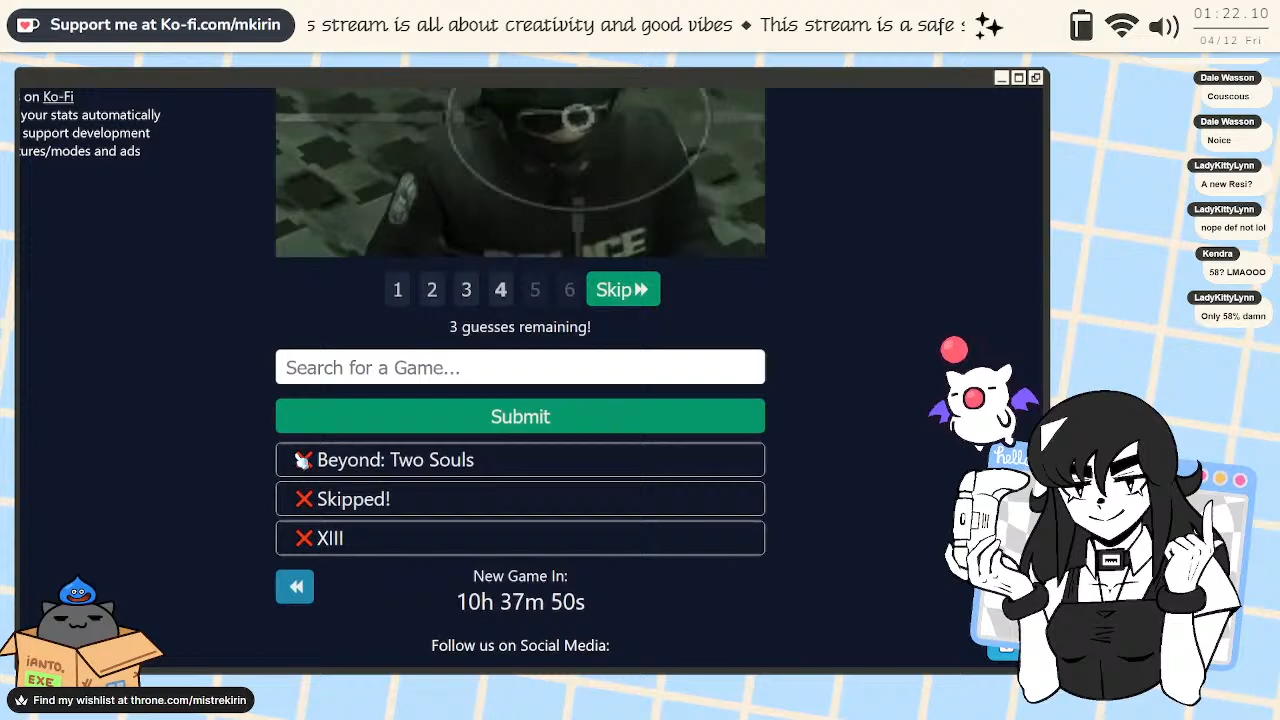 Support me at Ko-fi.com/mkirin
s stream is all about creativity and good vibes ◆ This stream is a safe s
01:22.10
04/12 Fri
on Ko-Fi
your stats automatically
support development
ures/modes and ads
ICE
1 2 3 4 5 6 Skip
3 guesses remaining!
Search for a Game...
Submit
Beyond: Two Souls
Skipped!
XIII
New Game In:
10h 37m 50s
Follow us on Social Media:
Dale Wasson
Couscous
Dale Wasson
Noice
LadyKittyLynn
A new Resi?
LadyKittyLynn
nope def not lol
Kendra
58? LMAOOO
LadyKittyLynn
Only 58% damn
hello
¡ANTO.
EXE
Find my wishlist at throne.com/mistrekirin